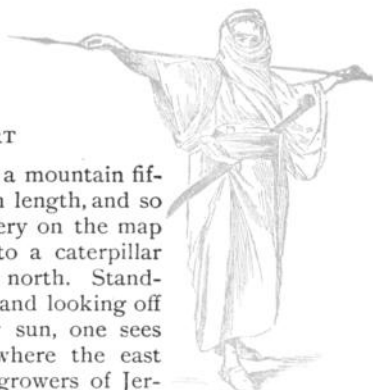 RT
a mountain fif-
n length, and so
ery on the map
to a caterpillar
north. Stand-
and looking off
sun, one sees
where the east
growers of Jer-